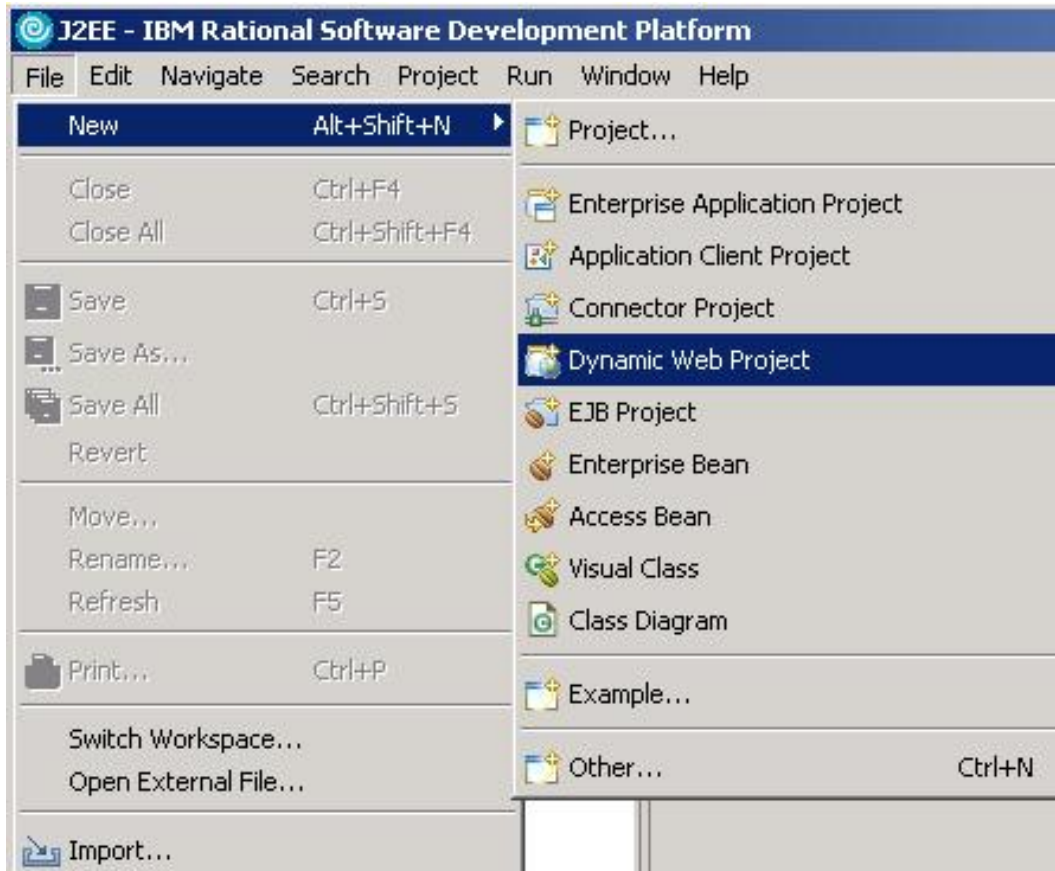 J2EE - IBM Rational Software Development Platform
File Edit Navigate Search Project Run Window Help
New Alt+Shift+N
Close Ctrl+F4
Close All Ctrl+Shift+F4
Save Ctrl+S
Save As...
Save All Ctrl+Shift+S
Revert
Move...
Rename... F2
Refresh F5
Print... Ctrl+P
Switch Workspace...
Open External File...
Import...
Project...
Enterprise Application Project
Application Client Project
Connector Project
Dynamic Web Project
EJB Project
Enterprise Bean
Access Bean
Visual Class
Class Diagram
Example...
Other... Ctrl+N